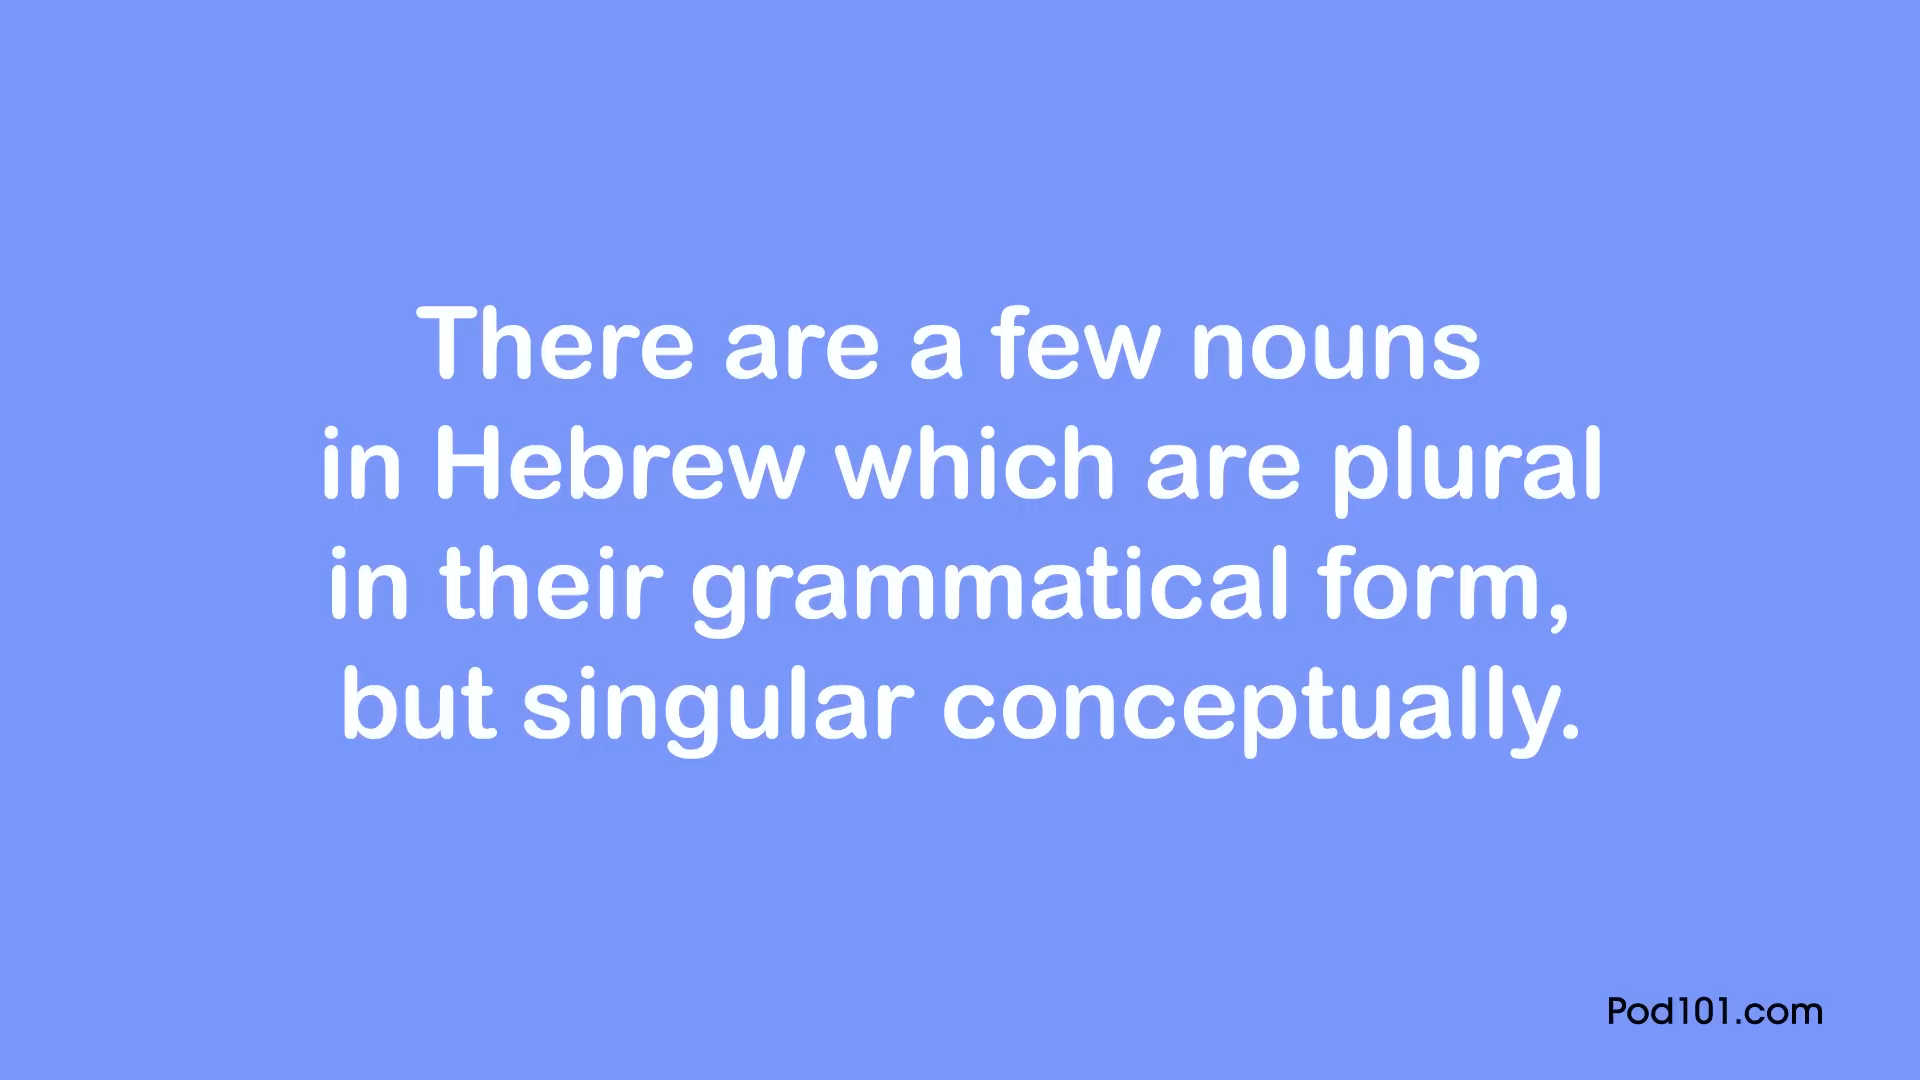 There are a few nouns
in Hebrew which are plural
in their grammatical form,
but singular conceptually.
Pod101.com